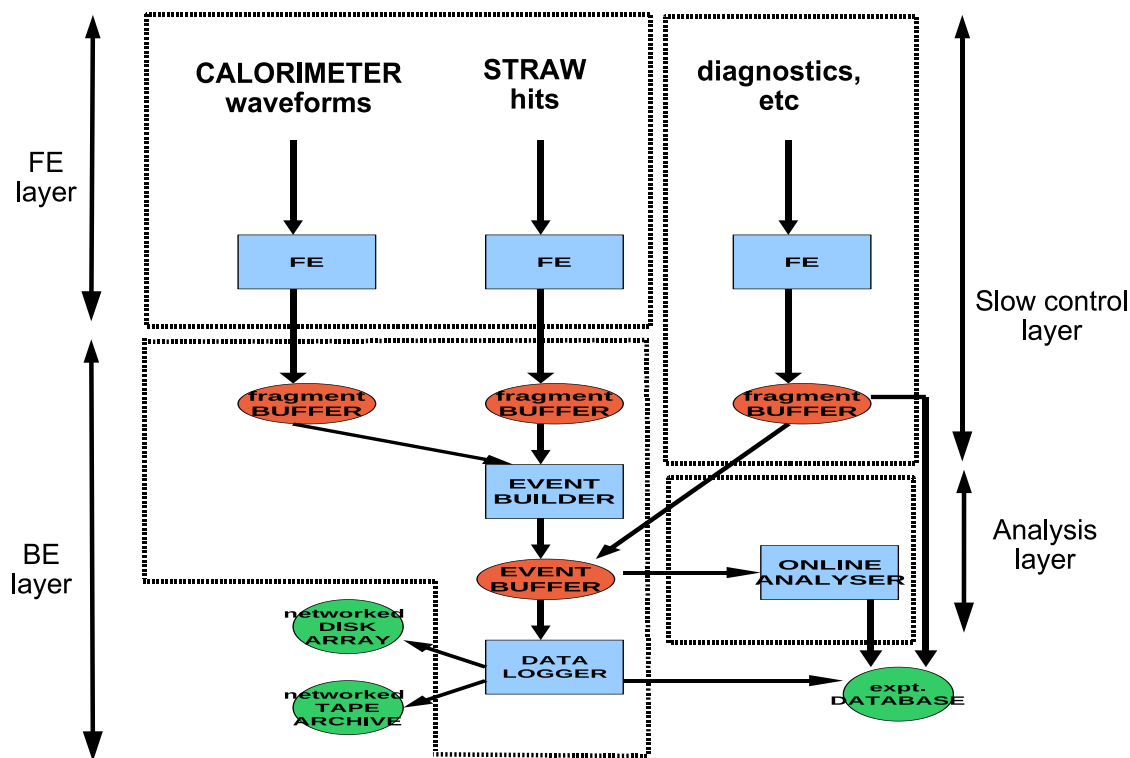 CALORIMETER
waveforms
STRAW
hits
diagnostics,
etc
FE
layer
FE
FE
FE
Slow control
layer
fragment
BUFFER
fragment
BUFFER
fragment
BUFFER
EVENT
BUILDER
BE
layer
EVENT
BUFFER
ONLINE
ANALYSER
Analysis
layer
networked
DISK
ARRAY
DATA
LOGGER
networked
TAPE
ARCHIVE
expt.
DATABASE